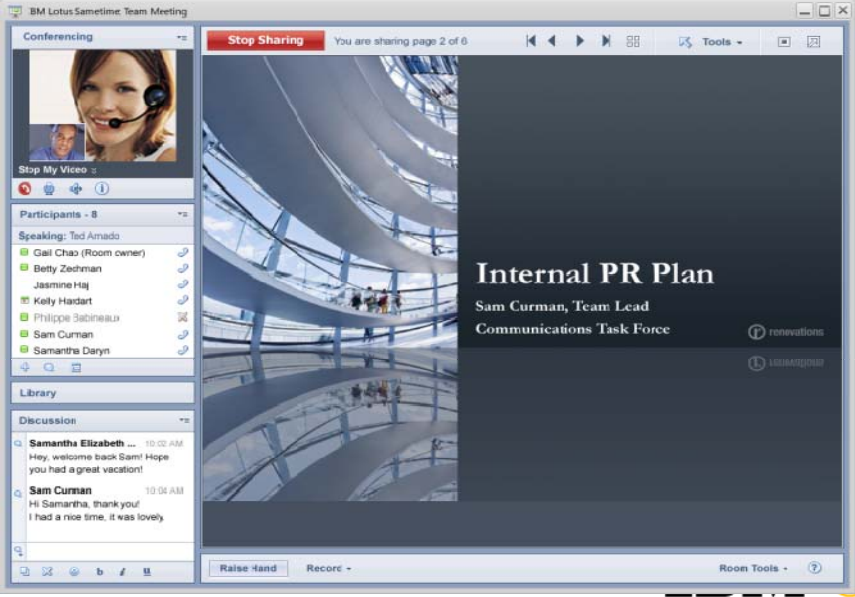 IBM Lotus Sametime: Team Meeting
Conferencing
Stop My Video
Participants - 8
Speaking: Ted Amado
Gail Chao (Room owner)
Betty Zechman
Jasmine Haj
Kelly Hardart
Philippe Babineaux
Sam Curman
Samantha Daryn
Library
Discussion
Samantha Elizabeth ... 10:02 AM
Hey, welcome back Sam! Hope
you had a great vacation!
Sam Curman 10:04 AM
Hi Samantha, thank you!
I had a nice time, it was lovely
b i u
Stop Sharing
You are sharing page 2 of 6
Tools
Internal PR Plan
Sam Curman, Team Lead
Communications Task Force
r renovations
Raise Hand
Record
Room Tools
?